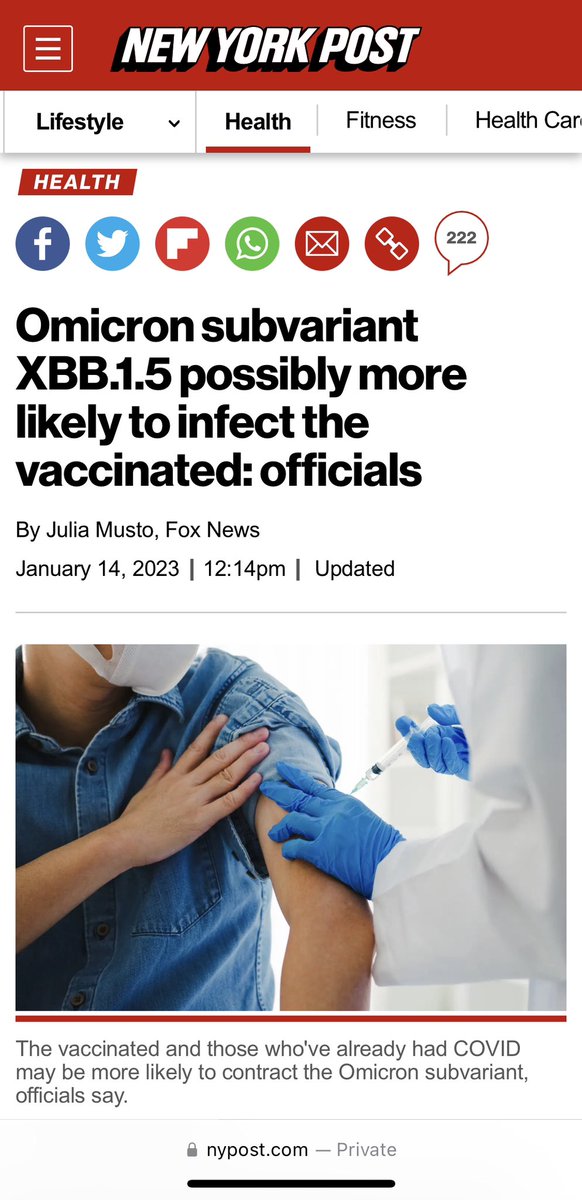 NEW YORK POST
Lifestyle Health Fitness Health Car
HEALTH
222
Omicron subvariant
XBB.1.5 possibly more
likely to infect the
vaccinated: officials
By Julia Musto, Fox News
January 14, 2023 | 12:14pm | Updated
The vaccinated and those who've already had COVID
may be more likely to contract the Omicron subvariant,
officials say.
nypost.com — Private